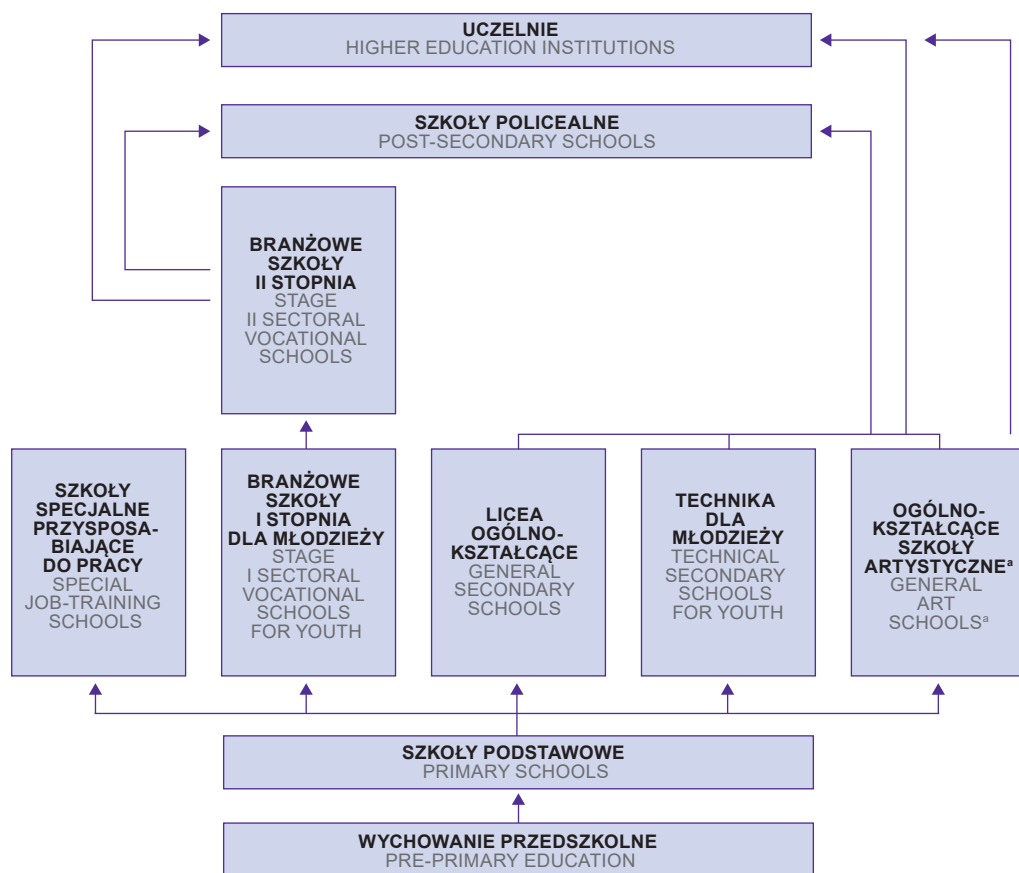 UCZELNIE
HIGHER EDUCATION INSTITUTIONS
SZKOŁY POLICEALNE
POST-SECONDARY SCHOOLS
BRANŻOWE
SZKOŁY
II STOPNIA
STAGE
II SECTORAL
VOCATIONAL
SCHOOLS
SZKOŁY
SPECJALNE
PRZYSPOSA-
BIAJĄCE
DO PRACY
SPECIAL
JOB-TRAINING
SCHOOLS
BRANŻOWE
SZKOŁY
I STOPNIA
DLA MŁODZIEŻY
STAGE
I SECTORAL
VOCATIONAL
SCHOOLS
FOR YOUTH
LICEA
OGÓLNO-
KSZTAŁCĄCE
GENERAL
SECONDARY
SCHOOLS
TECHNIKA
DLA
MŁODZIEŻY
TECHNICAL
SECONDARY
SCHOOLS
FOR YOUTH
OGÓLNO-
KSZTAŁCĄCE
SZKOŁY
ARTYSTYCZNEᵃ
GENERAL
ART
SCHOOLSᵃ
SZKOŁY PODSTAWOWE
PRIMARY SCHOOLS
WYCHOWANIE PRZEDSZKOLNE
PRE-PRIMARY EDUCATION